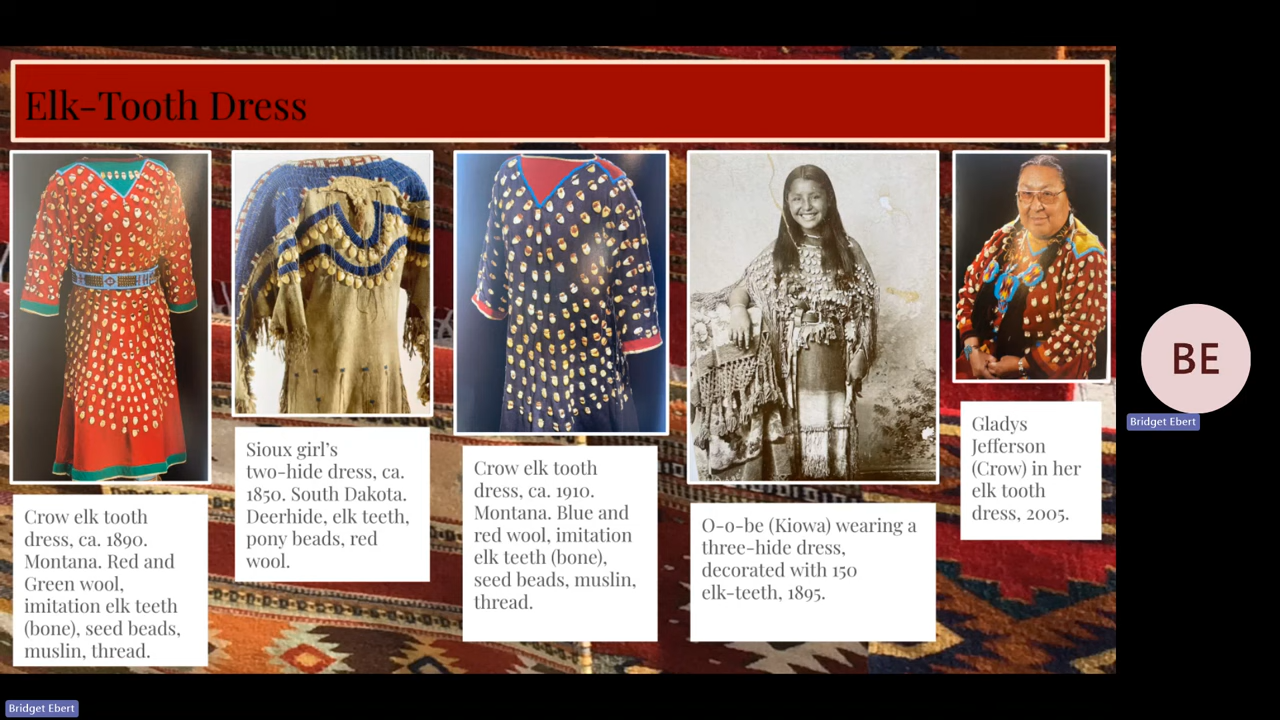 Elk-Tooth Dress
Crow elk tooth
dress, ca. 1890.
Montana. Red and
Green wool,
imitation elk teeth
(bone), seed beads,
muslin, thread.
Sioux girl’s
two-hide dress, ca.
1850. South Dakota.
Deerhide, elk teeth,
pony beads, red
wool.
Crow elk tooth
dress, ca. 1910.
Montana. Blue and
red wool, imitation
elk teeth (bone),
seed beads, muslin,
thread.
O-o-be (Kiowa) wearing a
three-hide dress,
decorated with 150
elk-teeth, 1895.
Gladys
Jefferson
(Crow) in her
elk tooth
dress, 2005.
BE
Bridget Ebert
Bridget Ebert